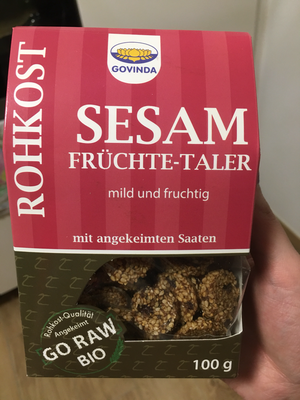 GOVINDA
ROHKOST
SESAM
FRÜCHTE-TALER
mild und fruchtig
mit angekeimten Saaten
Rohkost-Qualität
Angekeimt
GO RAW
BIO
100 g